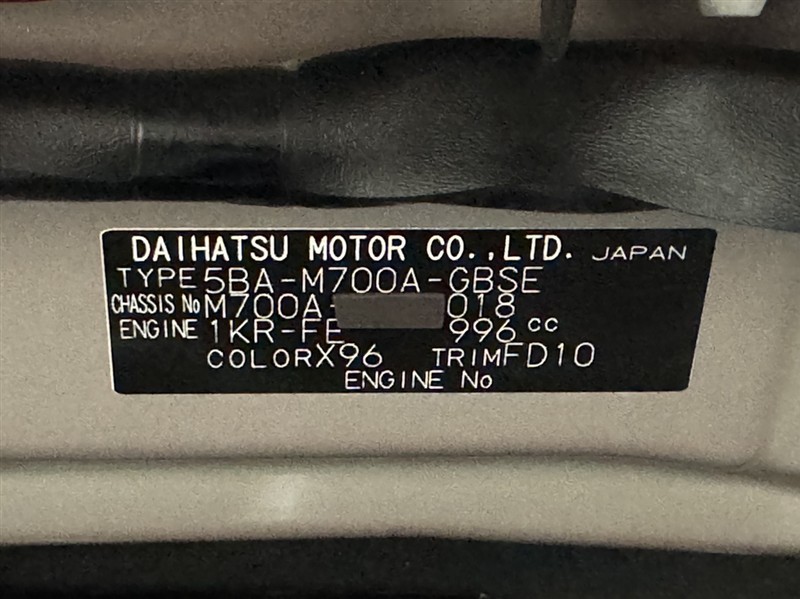 DAIHATSU MOTOR CO.,LTD. JAPAN
TYPE 5BA-M700A-GBSE
CHASSIS No M700A- 018
ENGINE 1KR-FE 996 cc
COLOR X96 TRIM FD10
ENGINE No